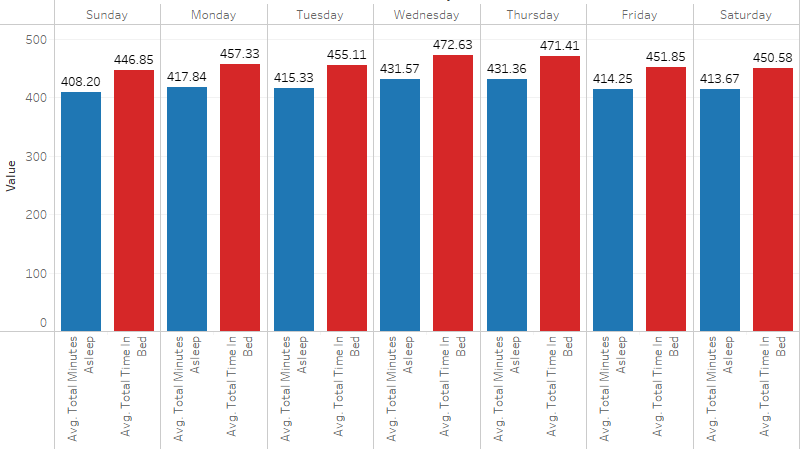 Sunday Monday Tuesday Wednesday Thursday Friday Saturday
500
400
300
200
100
0
Value
408.20 446.85 417.84 457.33 415.33 455.11 431.57 472.63 431.36 471.41 414.25 451.85 413.67 450.58
Avg. Total Minutes
Asleep
Avg. Total Time In
Bed
Avg. Total Minutes
Asleep
Avg. Total Time In
Bed
Avg. Total Minutes
Asleep
Avg. Total Time In
Bed
Avg. Total Minutes
Asleep
Avg. Total Time In
Bed
Avg. Total Minutes
Asleep
Avg. Total Time In
Bed
Avg. Total Minutes
Asleep
Avg. Total Time In
Bed
Avg. Total Minutes
Asleep
Avg. Total Time In
Bed